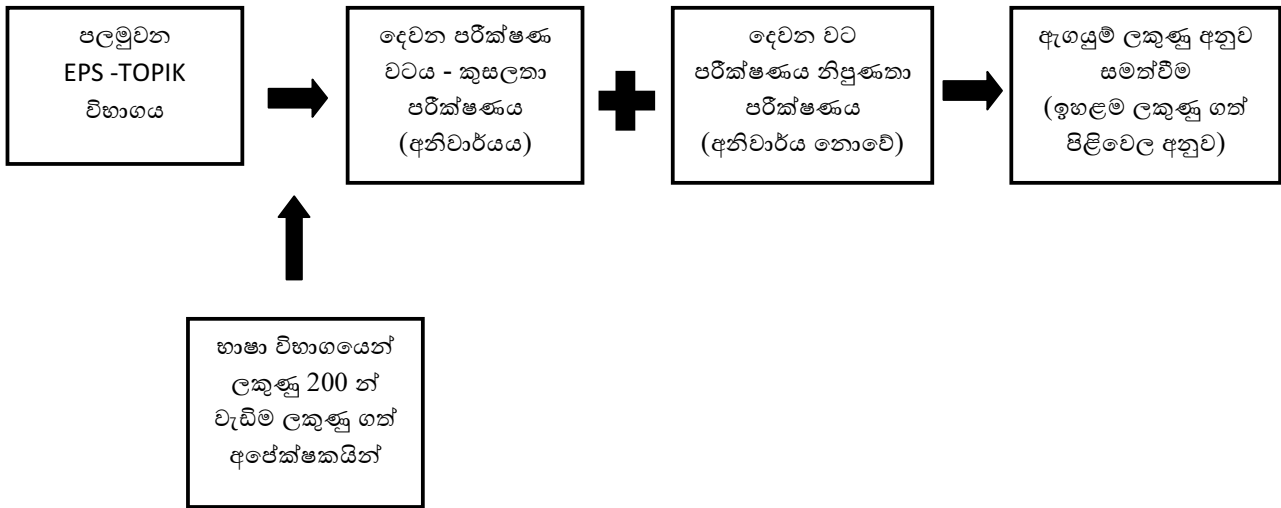 පලමුවන
EPS -TOPIK
විභාගය
දෙවන පරීක්ෂණ
වටය - කුසලතා
පරීක්ෂණය
(අනිවාර්යය)
දෙවන වට
පරීක්ෂණය නිපුණතා
පරීක්ෂණය
(අනිවාර්ය නොවේ)
ඇගයුම් ලකුණු අනුව
සමත්වීම
(ඉහළම ලකුණු ගත්
පිළිවෙල අනුව)
භාෂා විභාගයෙන්
ලකුණු 200 න්
වැඩිම ලකුණු ගත්
අපේක්ෂකයින්